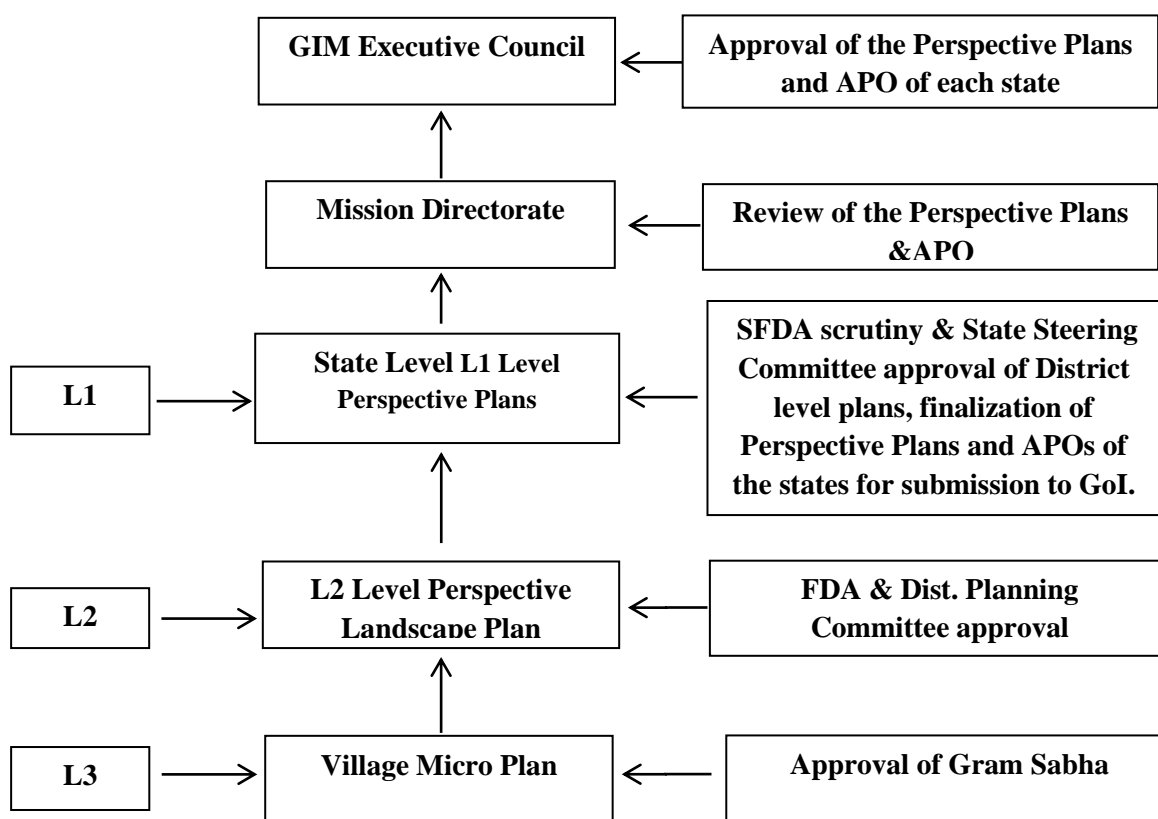 GIM Executive Council
Approval of the Perspective Plans
and APO of each state
Mission Directorate
Review of the Perspective Plans
&APO
L1
State Level L1 Level
Perspective Plans
SFDA scrutiny & State Steering
Committee approval of District
level plans, finalization of
Perspective Plans and APOs of
the states for submission to GoI.
L2
L2 Level Perspective
Landscape Plan
FDA & Dist. Planning
Committee approval
L3
Village Micro Plan
Approval of Gram Sabha